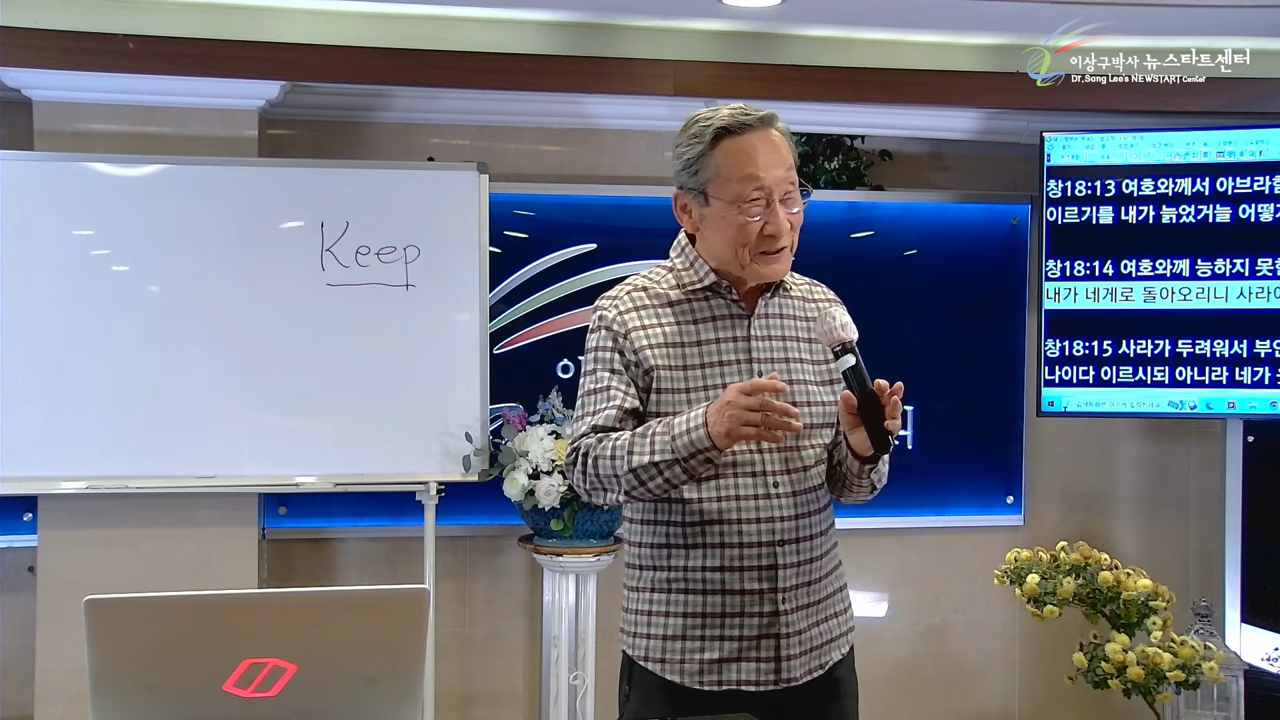 이상구박사 뉴스타트센터
Dr.Sang Lee's NEWSTART Center
Keep
창18:13 여호와께서 아브라함
이르기를 내가 늙었거늘 어떻게
창18:14 여호와께 능하지 못한
내가 네게로 돌아오리니 사라에
창18:15 사라가 두려워서 부인
나이다 이르시되 아니라 네가